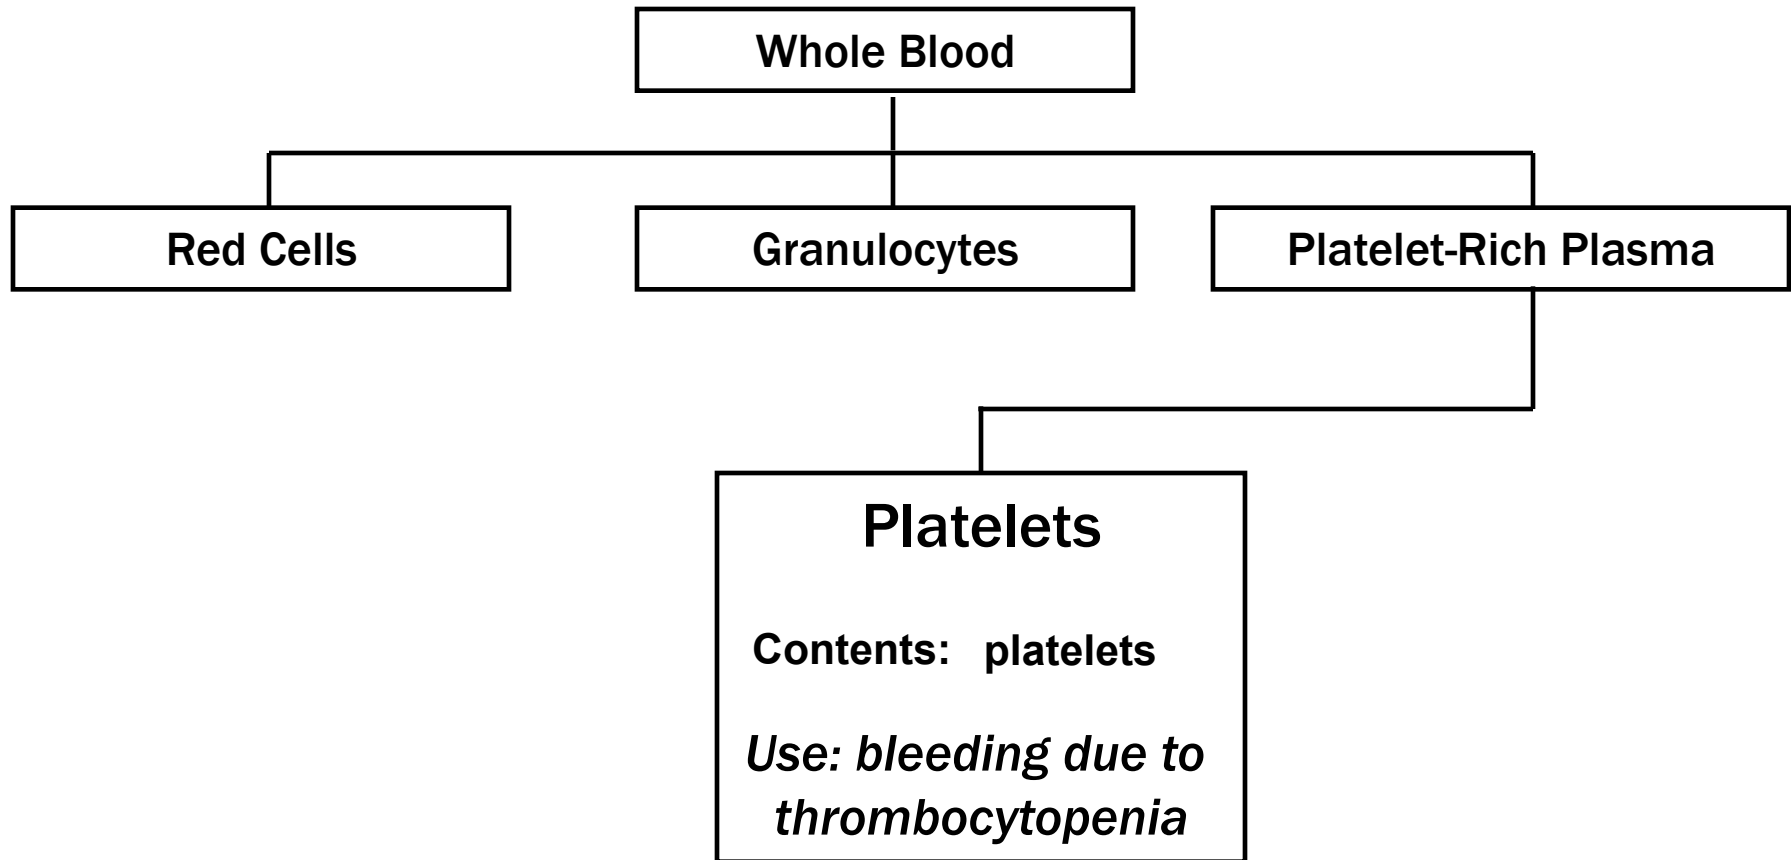 Whole Blood
Red Cells
Granulocytes
Platelet-Rich Plasma
Platelets
Contents: platelets
Use: bleeding due to
thrombocytopenia